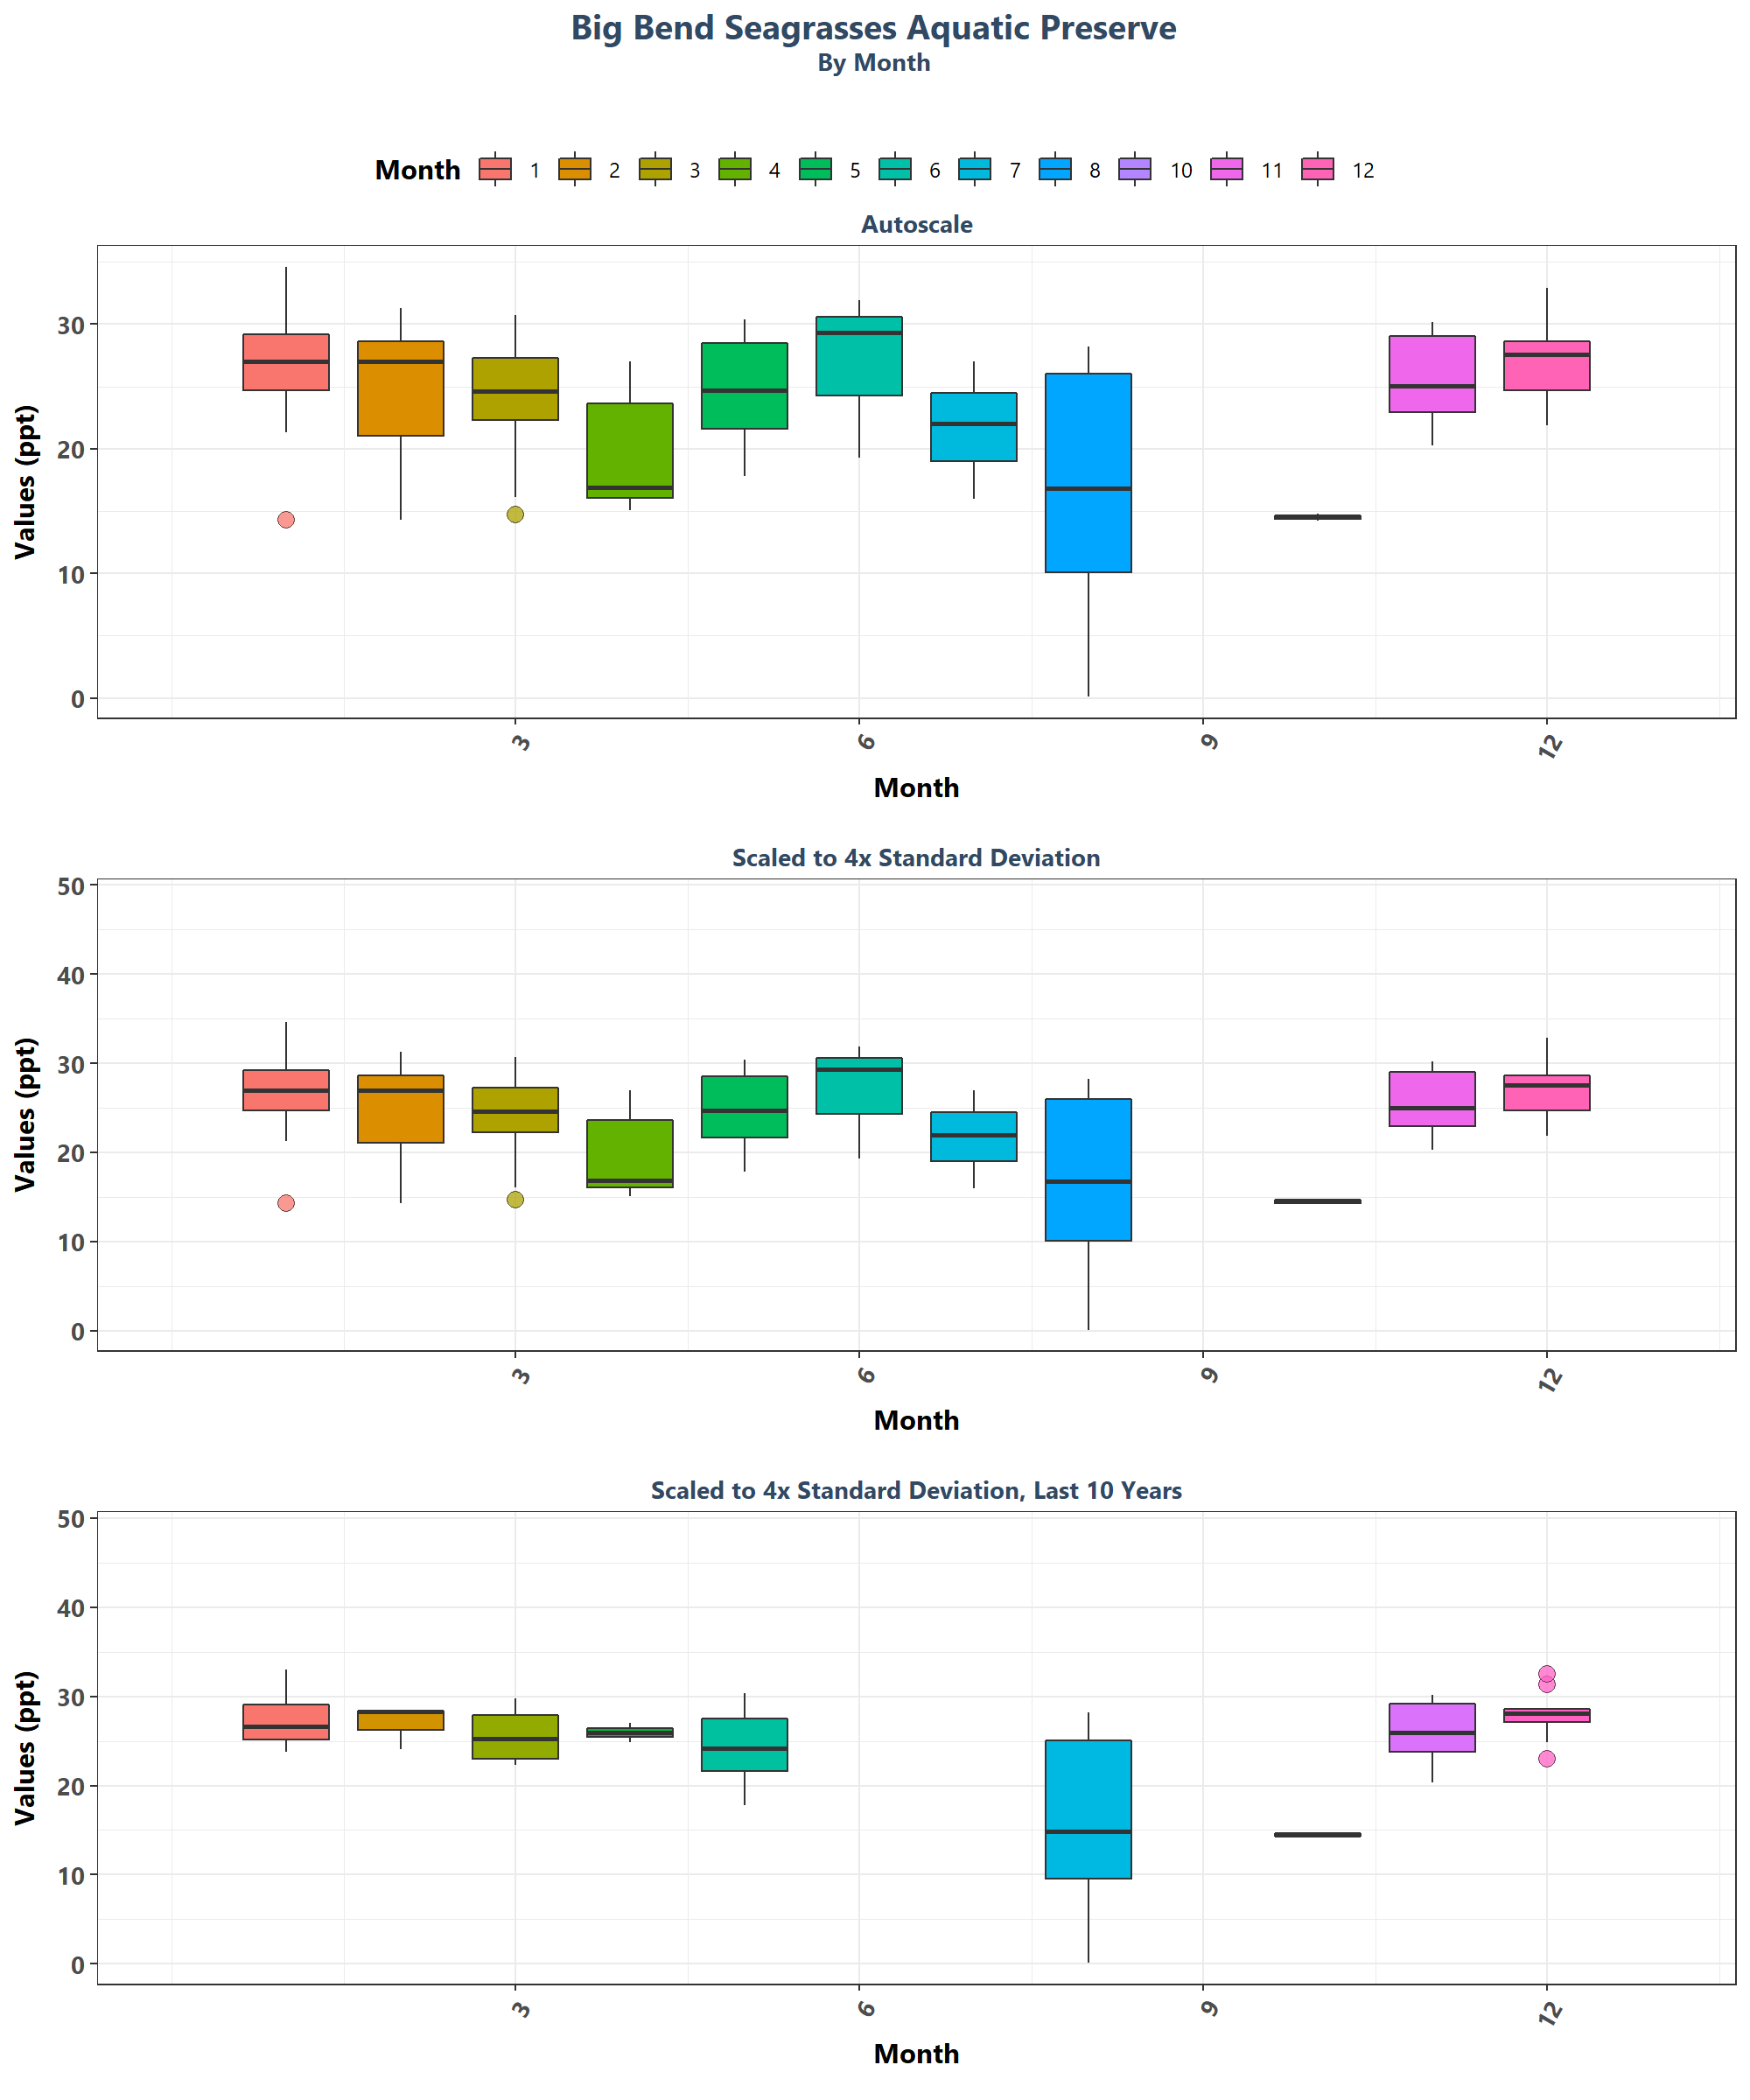 Big Bend Seagrasses Aquatic Preserve
By Month
Month 1 2 3 4 5 6 7 8 10 11 12
Autoscale
Values (ppt)
30
20
10
0
3 6 9 12
Month
Scaled to 4x Standard Deviation
Values (ppt)
50
40
30
20
10
0
3 6 9 12
Month
Scaled to 4x Standard Deviation, Last 10 Years
Values (ppt)
50
40
30
20
10
0
3 6 9 12
Month